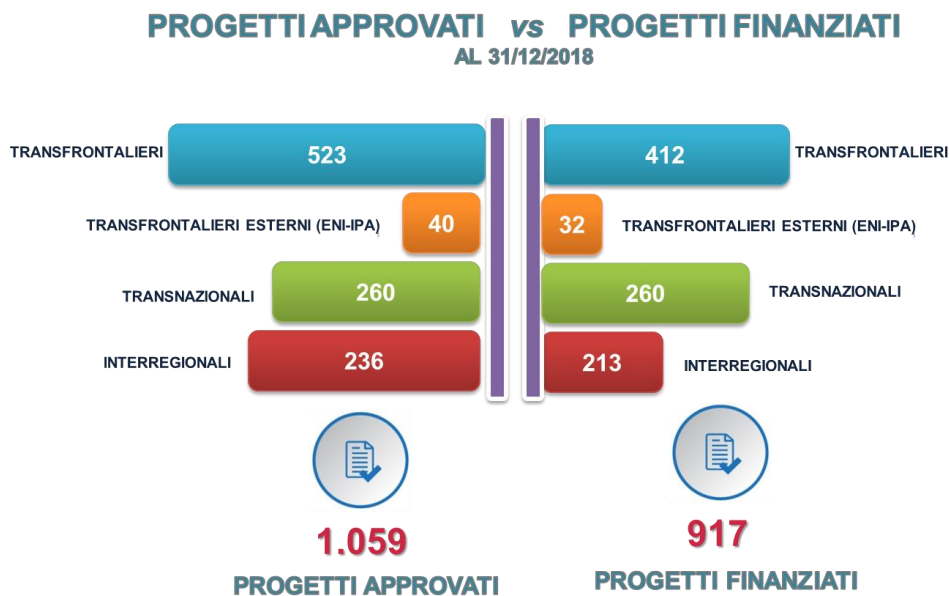 PROGETTI APPROVATI vs PROGETTI FINANZIATI
AL 31/12/2018
TRANSFRONTALIERI 523 412 TRANSFRONTALIERI
TRANSFRONTALIERI ESTERNI (ENI-IPA) 40 32 TRANSFRONTALIERI ESTERNI (ENI-IPA)
TRANSNAZIONALI 260 260 TRANSNAZIONALI
INTERREGIONALI 236 213 INTERREGIONALI
1.059 917
PROGETTI APPROVATI PROGETTI FINANZIATI